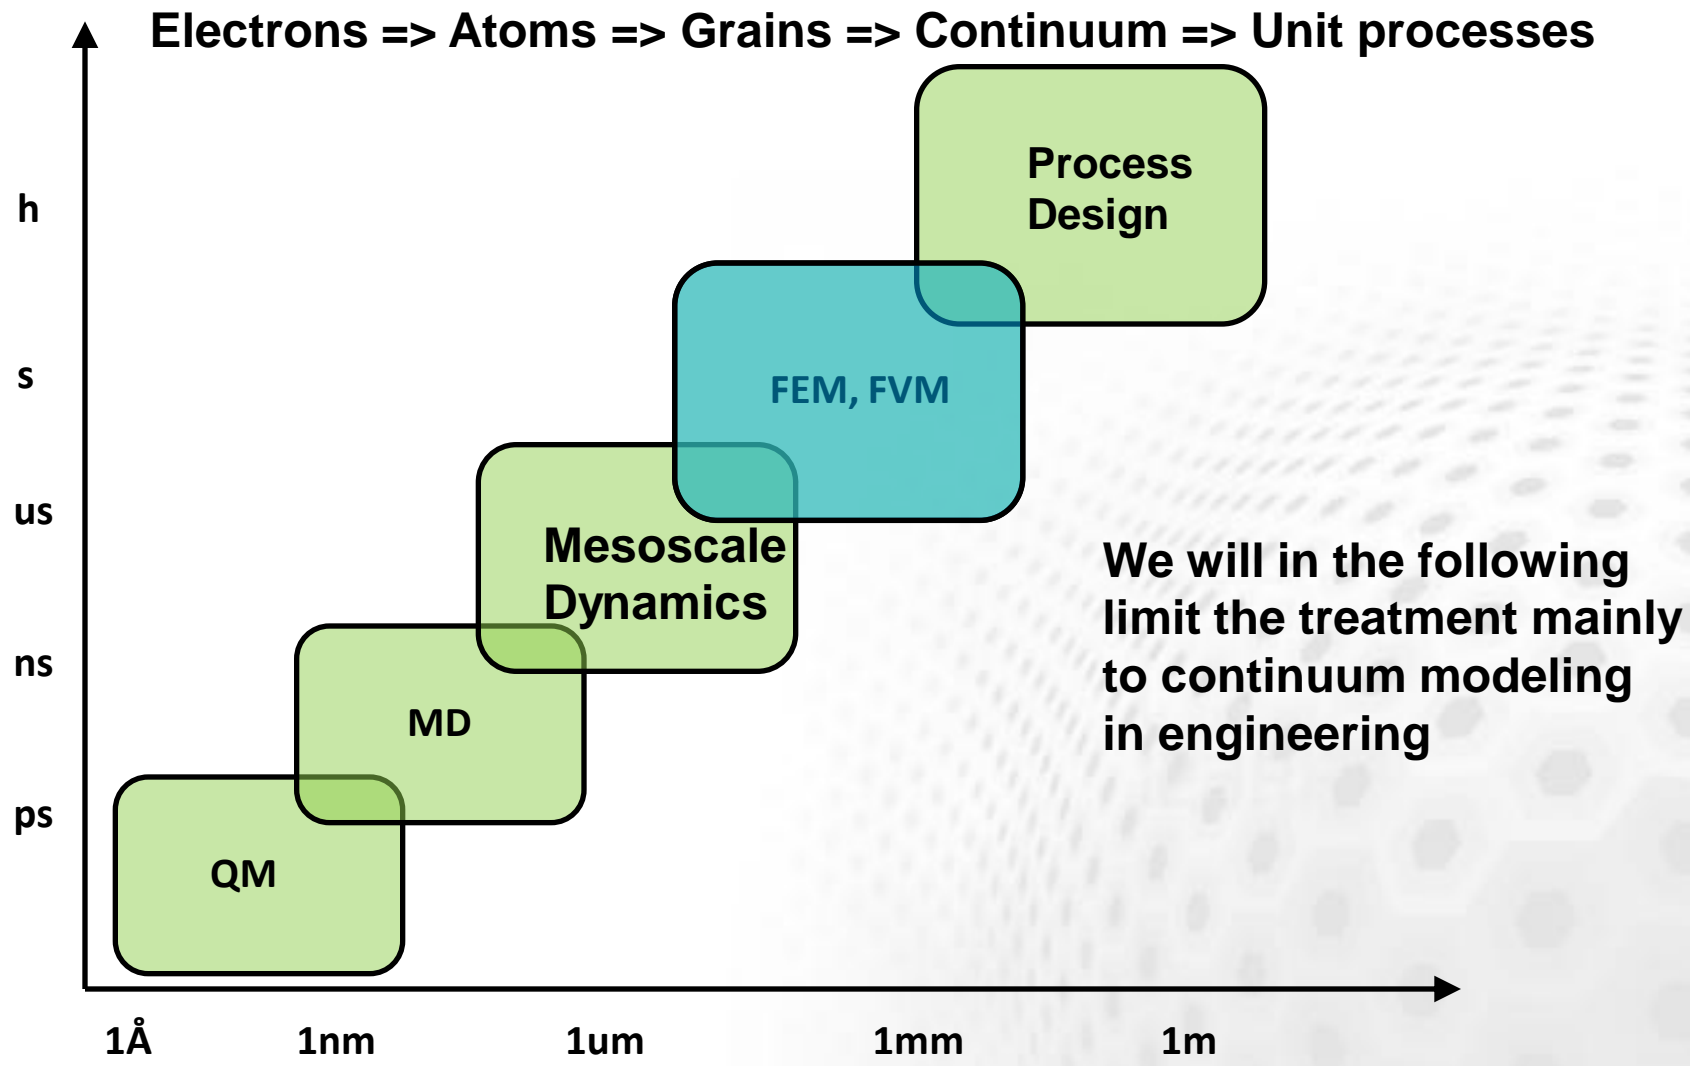 Electrons => Atoms => Grains => Continuum => Unit processes
Process
Design
h
s
FEM, FVM
us
Mesoscale
Dynamics
We will in the following
limit the treatment mainly
to continuum modeling
in engineering
ns
MD
ps
QM
1Å 1nm 1um 1mm 1m